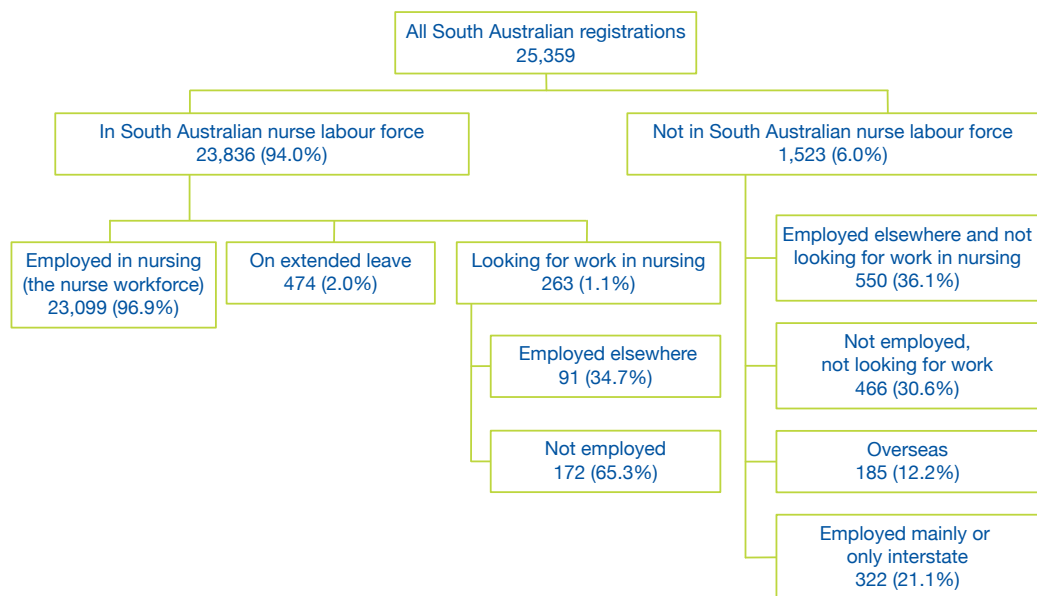 All South Australian registrations
25,359
In South Australian nurse labour force
23,836 (94.0%)
Not in South Australian nurse labour force
1,523 (6.0%)
Employed in nursing
(the nurse workforce)
23,099 (96.9%)
On extended leave
474 (2.0%)
Looking for work in nursing
263 (1.1%)
Employed elsewhere
91 (34.7%)
Not employed
172 (65.3%)
Employed elsewhere and not
looking for work in nursing
550 (36.1%)
Not employed,
not looking for work
466 (30.6%)
Overseas
185 (12.2%)
Employed mainly or
only interstate
322 (21.1%)